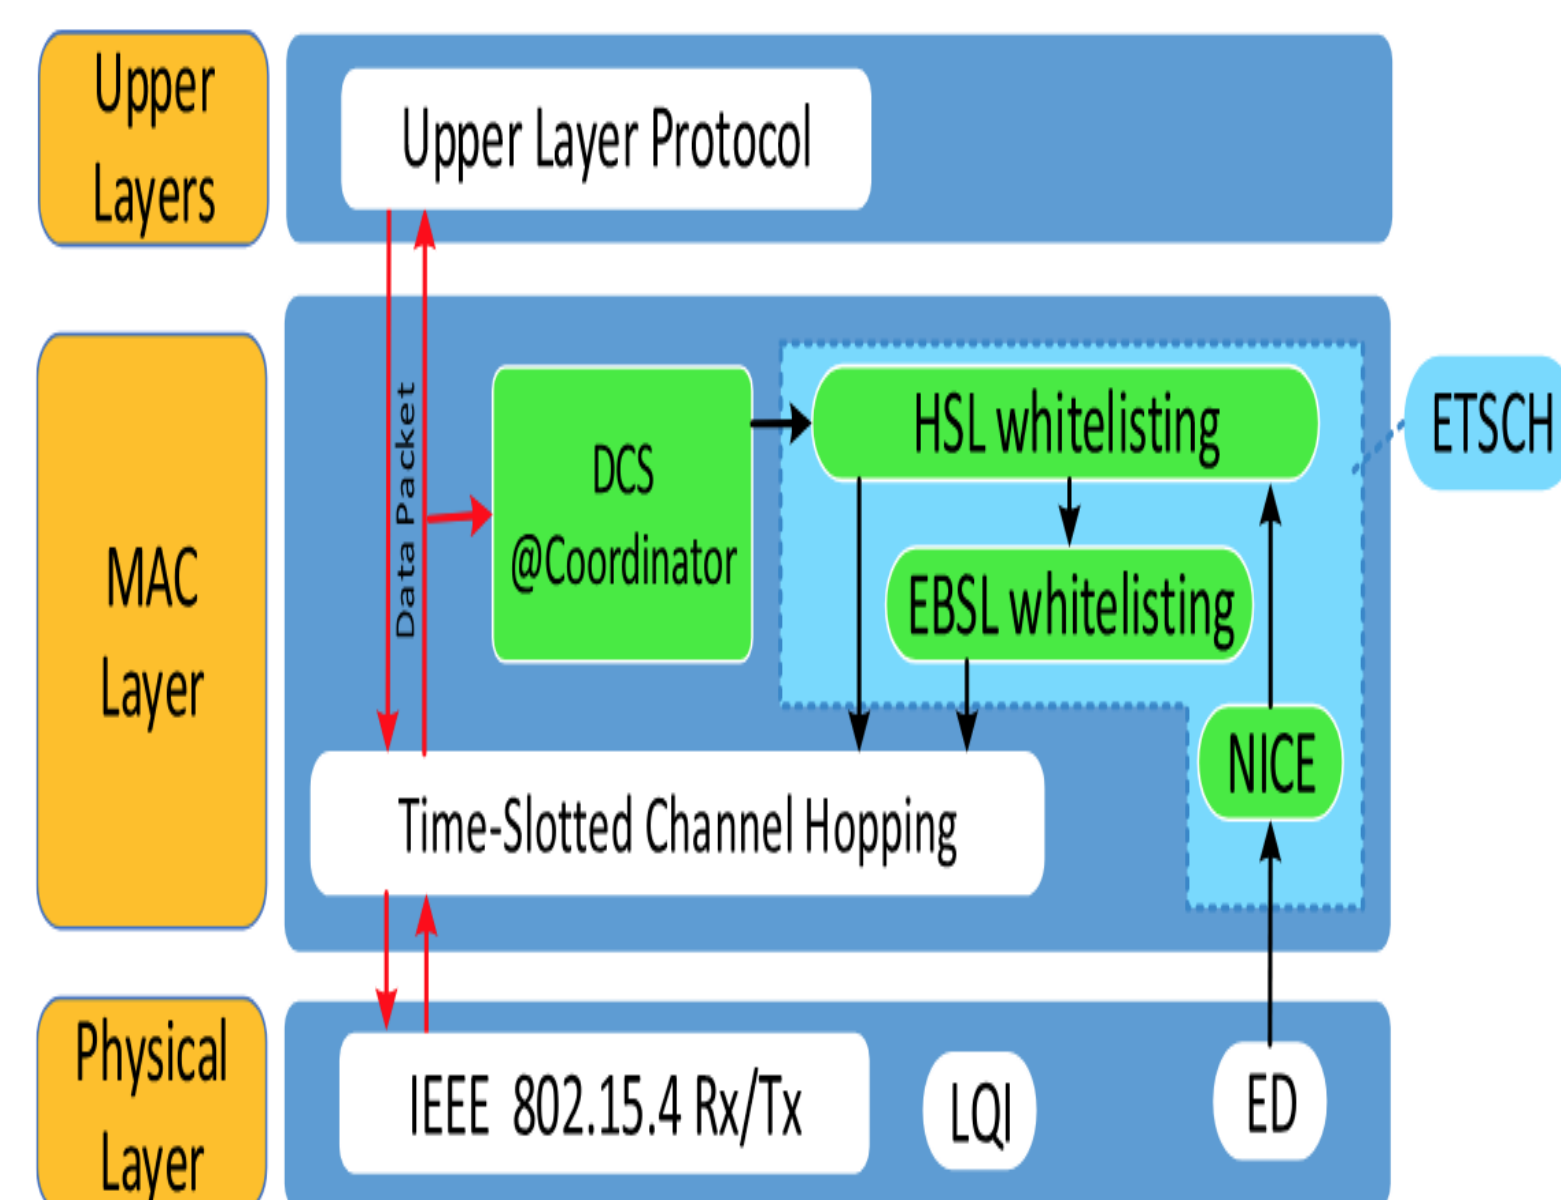 Upper
Layers
Upper Layer Protocol
MAC
Layer
Data Packet
DCS
@Coordinator
HSL whitelisting
EBSL whitelisting
NICE
ETSCH
Time-Slotted Channel Hopping
Physical
Layer
IEEE 802.15.4 Rx/Tx
LQI
ED